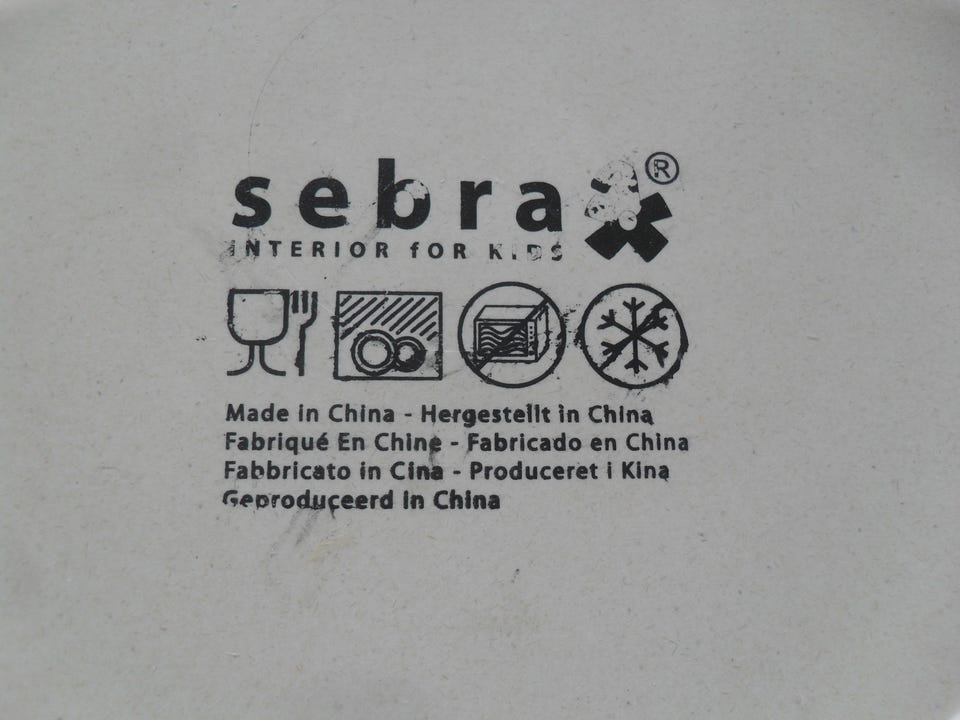 sebra ®
INTERIOR fOR KIDS
Made in China - Hergestellt in China
Fabriqué En Chine - Fabricado en China
Fabbricato in Cina - Produceret i Kina
Geproduceerd in China